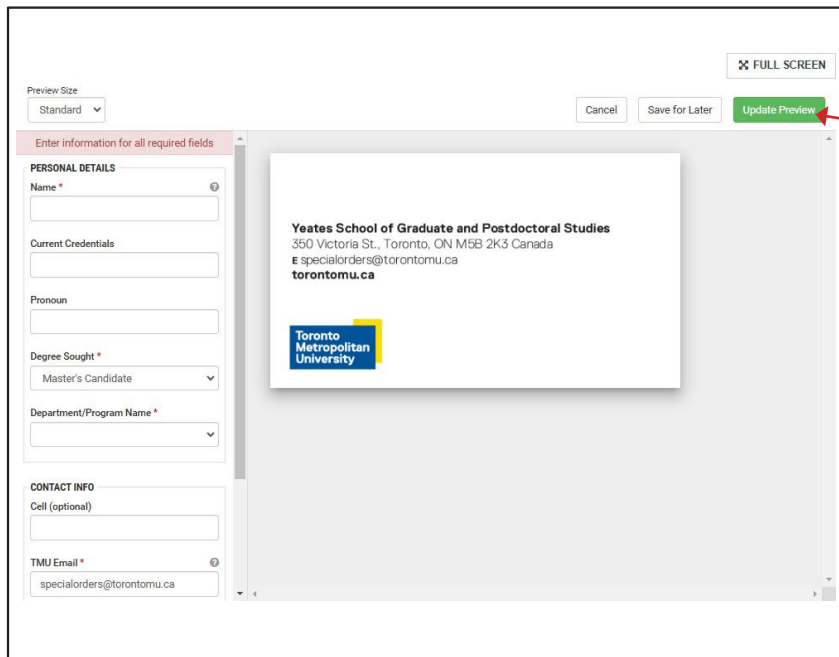 FULL SCREEN
Preview Size
Standard
Cancel
Save for Later
Update Preview
Enter information for all required fields
PERSONAL DETAILS
Name *
Current Credentials
Pronoun
Degree Sought *
Master's Candidate
Department/Program Name *
CONTACT INFO
Cell (optional)
TMU Email *
specialorders@torontomu.ca
Yeates School of Graduate and Postdoctoral Studies
350 Victoria St., Toronto, ON M5B 2K3 Canada
E specialorders@torontomu.ca
torontomu.ca
Toronto
Metropolitan
University